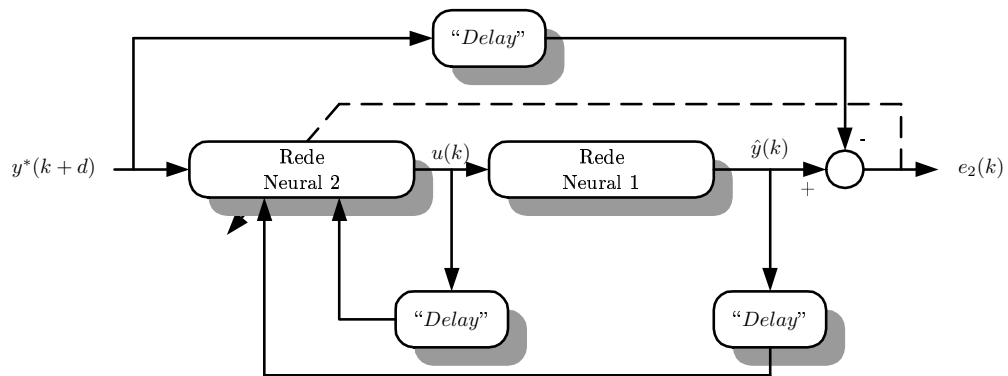 “Delay”
y*(k+d)
Rede
Neural 2
u(k)
Rede
Neural 1
ŷ(k)
-
+
e₂(k)
“Delay”
“Delay”